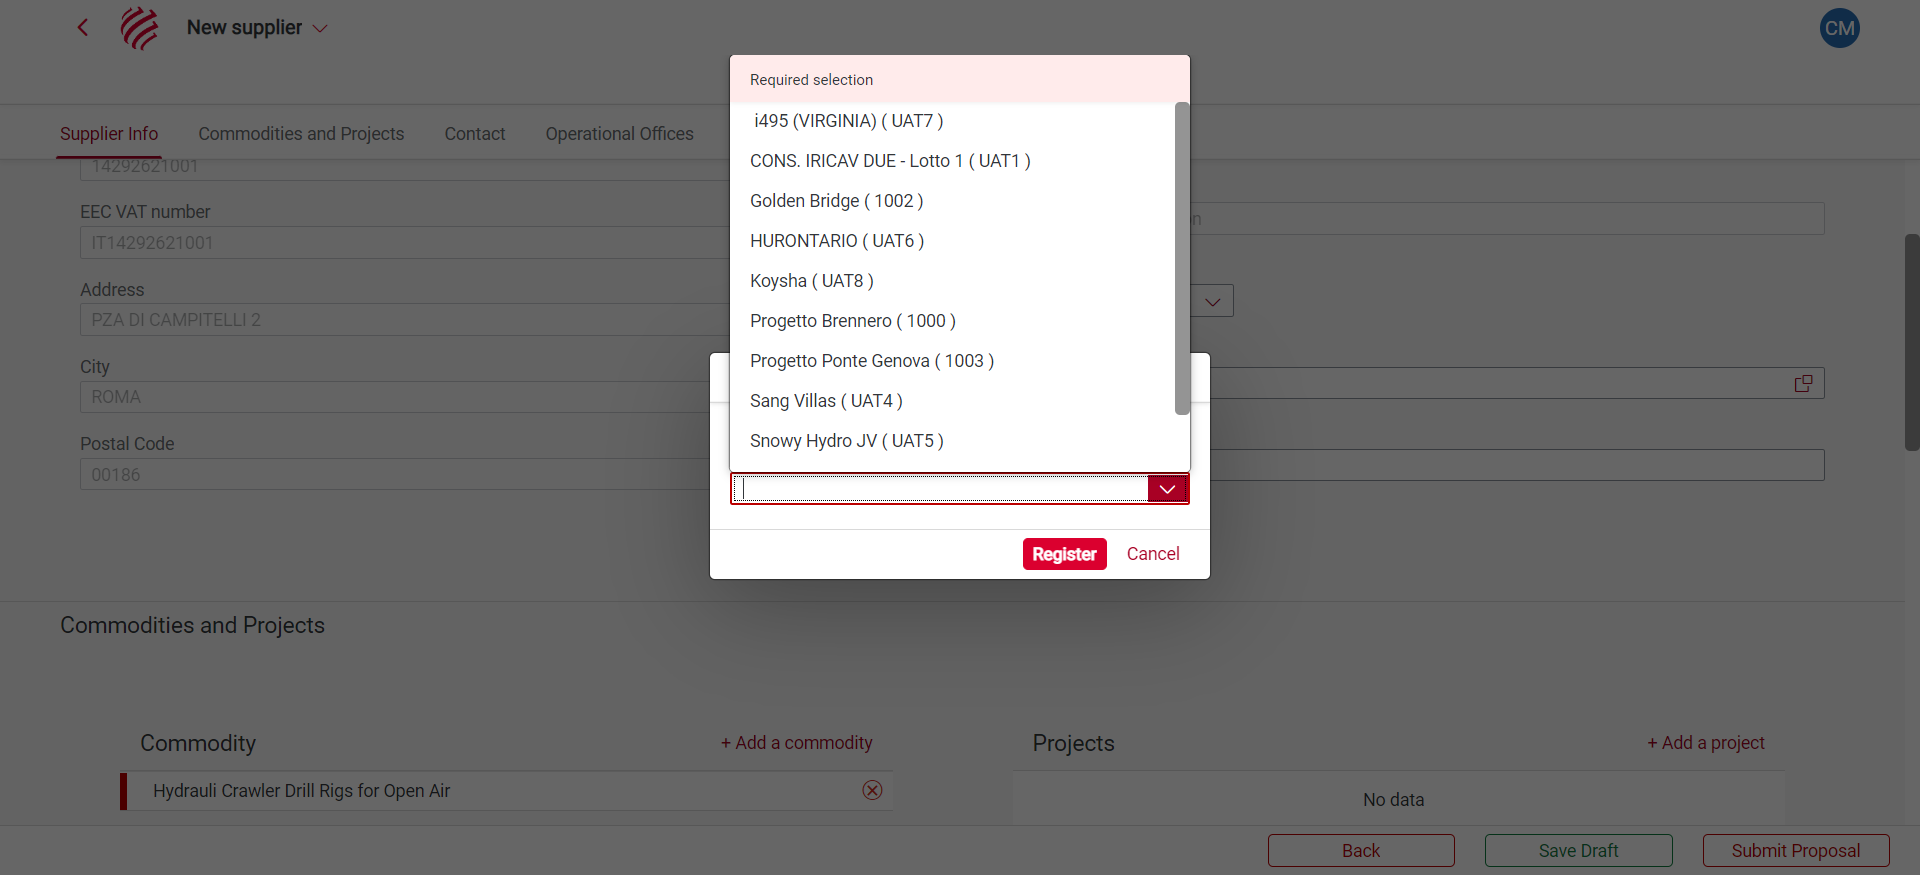 New supplier
CM
Supplier Info
Commodities and Projects
Contact
Operational Offices
14292621001
EEC VAT number
IT14292621001
Address
PZA DI CAMPITELLI 2
City
ROMA
Postal Code
00186
Required selection
i495 (VIRGINIA) ( UAT7 )
CONS. IRICAV DUE - Lotto 1 ( UAT1 )
Golden Bridge ( 1002 )
HURONTARIO ( UAT6 )
Koysha ( UAT8 )
Progetto Brennero ( 1000 )
Progetto Ponte Genova ( 1003 )
Sang Villas ( UAT4 )
Snowy Hydro JV ( UAT5 )
Register
Cancel
Commodities and Projects
Commodity
+ Add a commodity
Hydrauli Crawler Drill Rigs for Open Air
Projects
+ Add a project
No data
Back
Save Draft
Submit Proposal